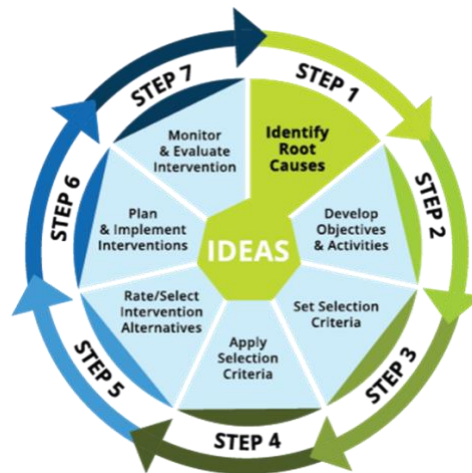 STEP 1
Identify
Root
Causes
STEP 2
Develop
Objectives
& Activities
STEP 3
Set Selection
Criteria
STEP 4
Apply
Selection
Criteria
STEP 5
Rate/Select
Intervention
Alternatives
STEP 6
Plan
& Implement
Interventions
STEP 7
Monitor
& Evaluate
Intervention
IDEAS